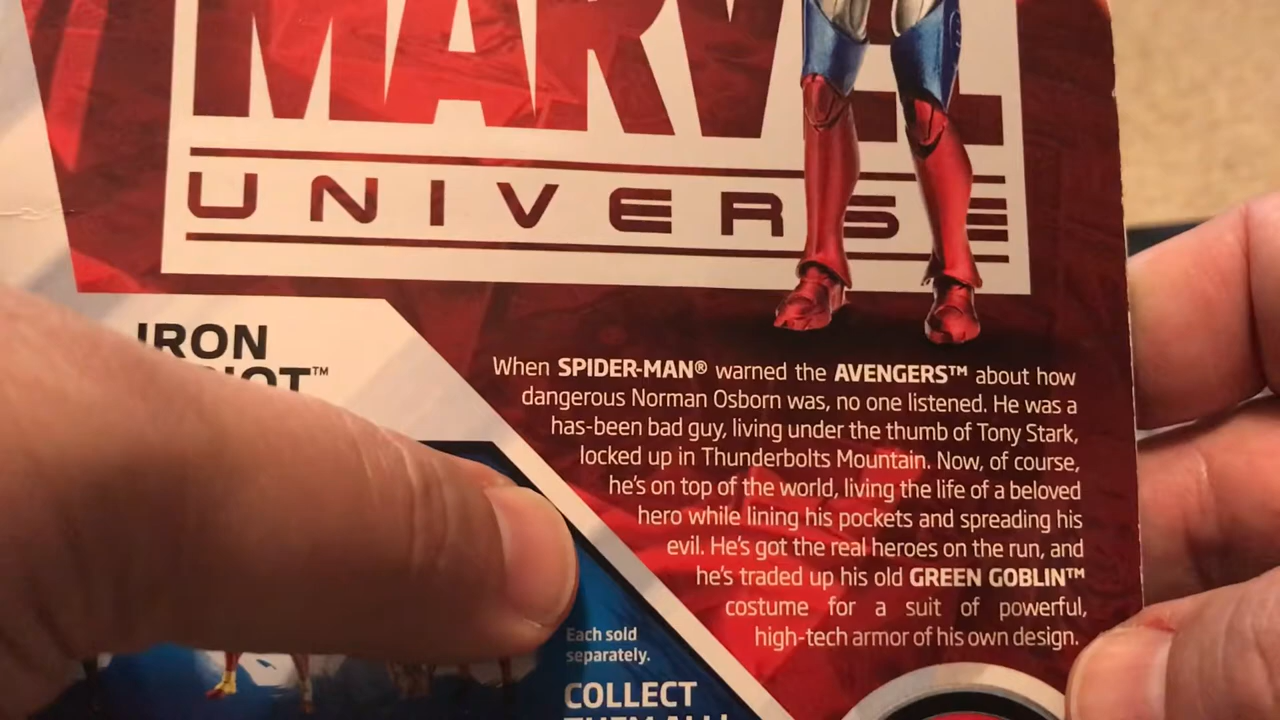 MARVEL
UNIVERSE
IRON
When SPIDER-MAN® warned the AVENGERS™ about how
dangerous Norman Osborn was, no one listened. He was a
has-been bad guy, living under the thumb of Tony Stark,
locked up in Thunderbolts Mountain. Now, of course,
he's on top of the world, living the life of a beloved
hero while lining his pockets and spreading his
evil. He's got the real heroes on the run, and
he's traded up his old GREEN GOBLIN™
costume for a suit of powerful,
high-tech armor of his own design.
Each sold
separately.
COLLECT
THEM ALL!